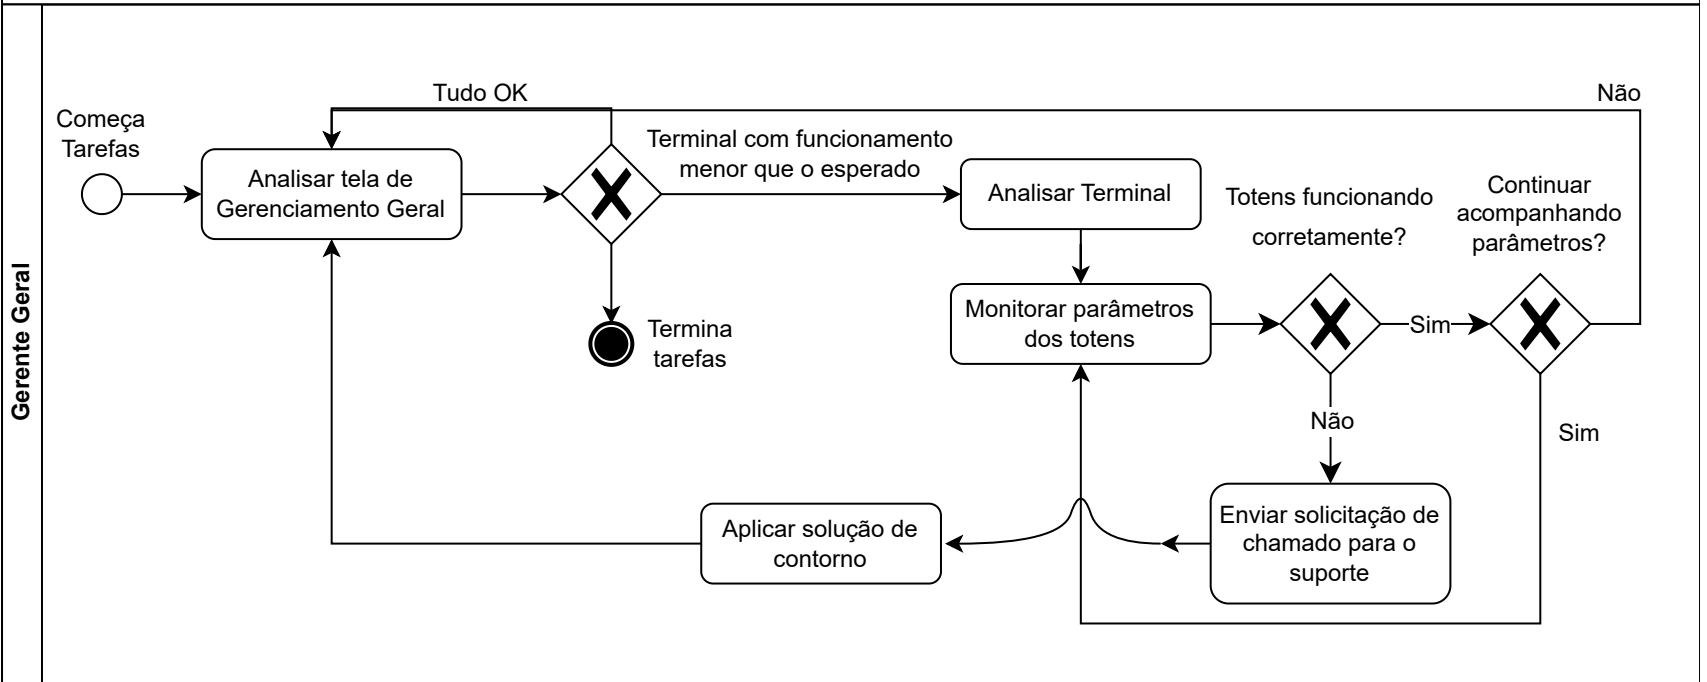 Gerente Geral
Começa
Tarefas
Tudo OK
Não
Analisar tela de
Gerenciamento Geral
Terminal com funcionamento
menor que o esperado
Analisar Terminal
Totens funcionando
corretamente?
Continuar
acompanhando
parâmetros?
Termina
tarefas
Monitorar parâmetros
dos totens
Sim
Não
Sim
Aplicar solução de
contorno
Enviar solicitação de
chamado para o
suporte